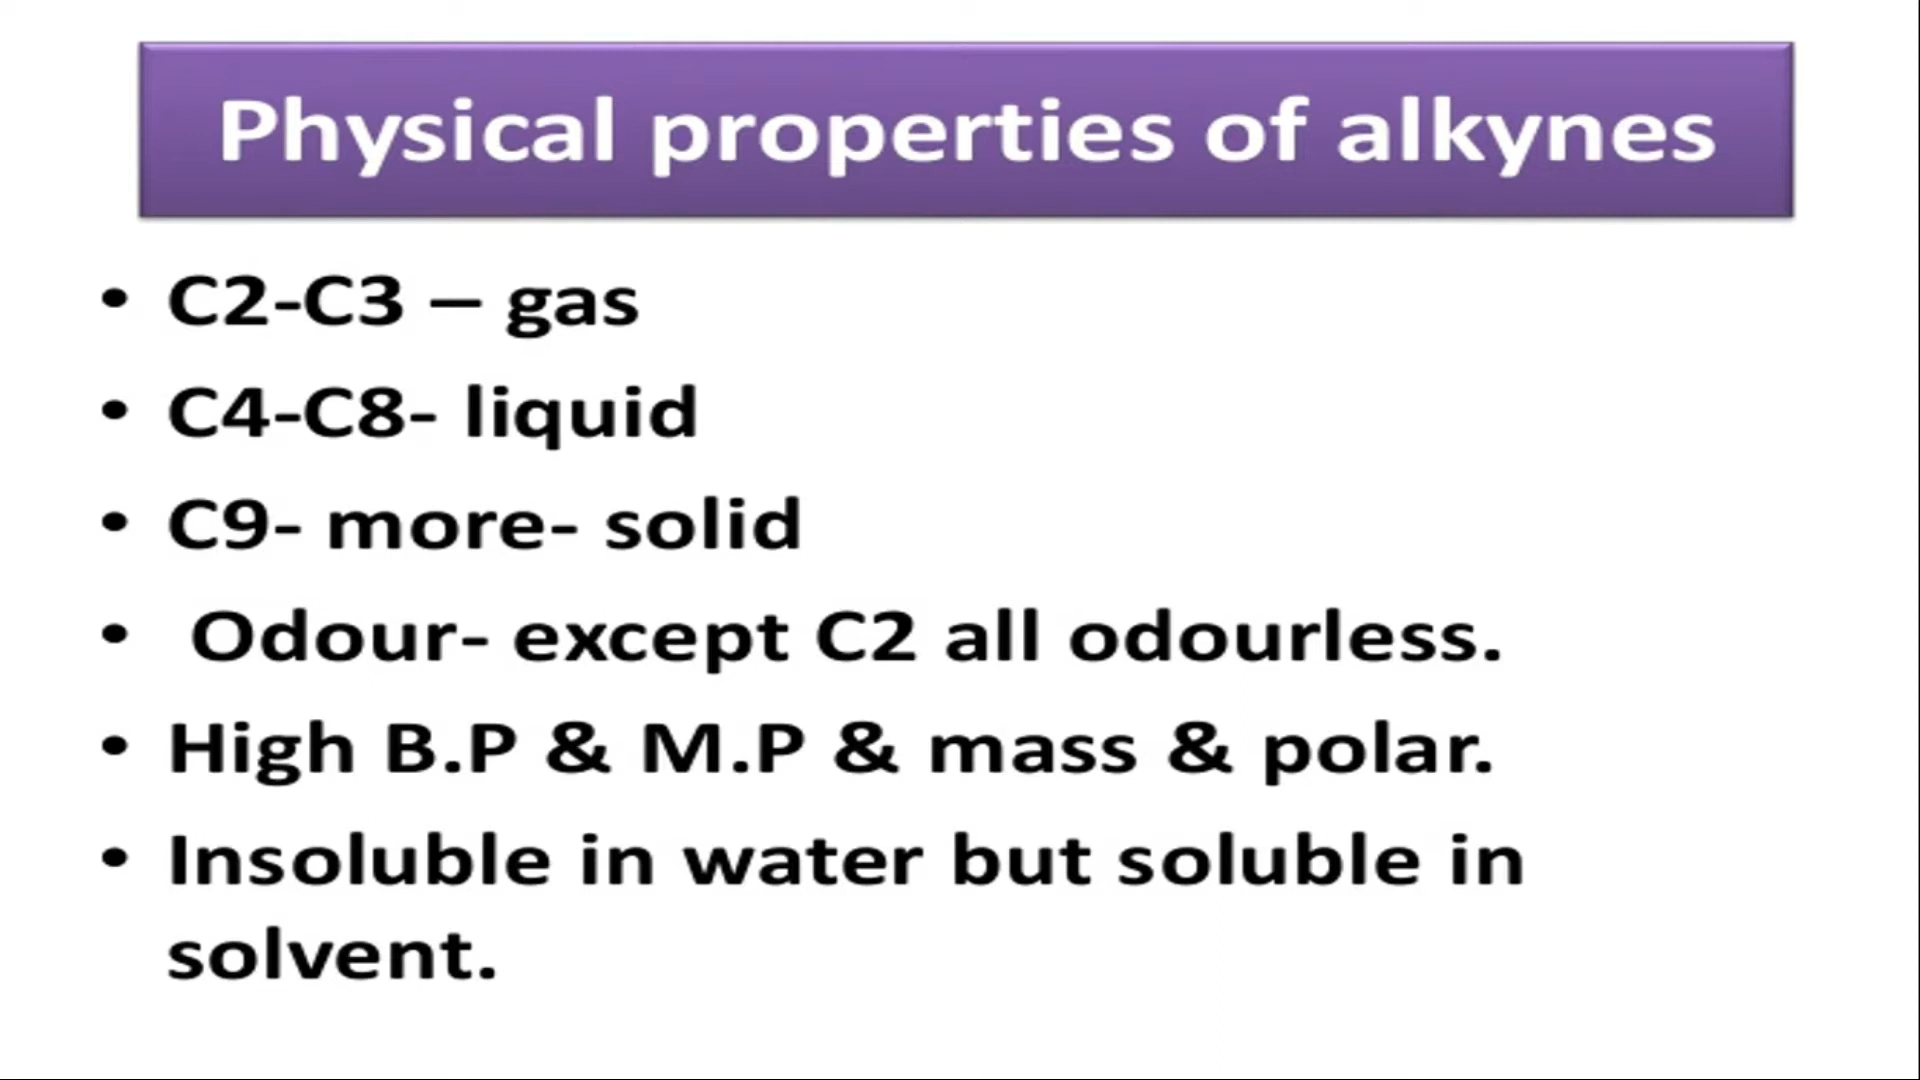 Physical properties of alkynes
• C2-C3 – gas
• C4-C8- liquid
• C9- more- solid
• Odour- except C2 all odourless.
• High B.P & M.P & mass & polar.
• Insoluble in water but soluble in
solvent.